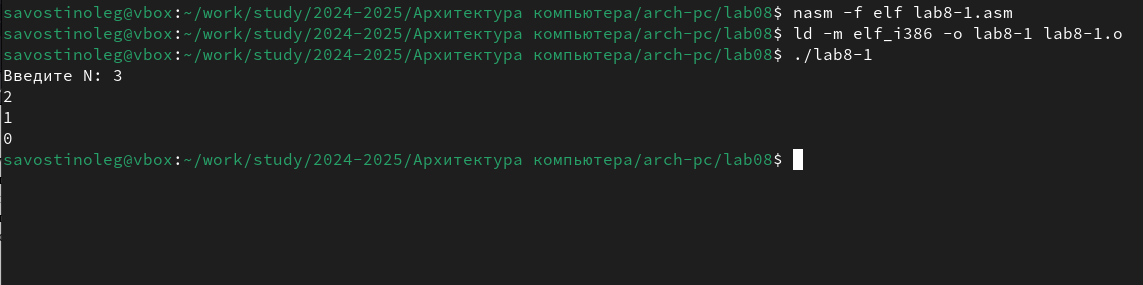 savostinoleg@vbox:~/work/study/2024-2025/Архитектура компьютера/arch-pc/lab08$ nasm -f elf lab8-1.asm
savostinoleg@vbox:~/work/study/2024-2025/Архитектура компьютера/arch-pc/lab08$ ld -m elf_i386 -o lab8-1 lab8-1.o
savostinoleg@vbox:~/work/study/2024-2025/Архитектура компьютера/arch-pc/lab08$ ./lab8-1
Введите N: 3
2
1
0
savostinoleg@vbox:~/work/study/2024-2025/Архитектура компьютера/arch-pc/lab08$